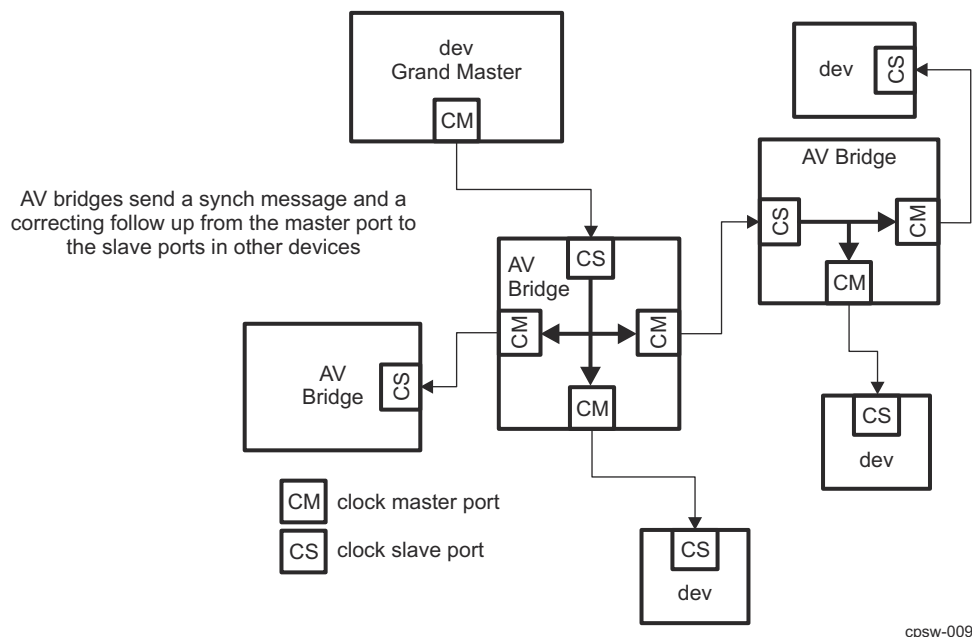 dev
Grand Master
CM
dev
CS
AV Bridge
CS
CM
CM
AV bridges send a synch message and a
correcting follow up from the master port to
the slave ports in other devices
CS
AV
Bridge
CM
CM
CM
AV
Bridge
CS
CS
dev
CM clock master port
CS clock slave port
CS
dev
cpsw-009